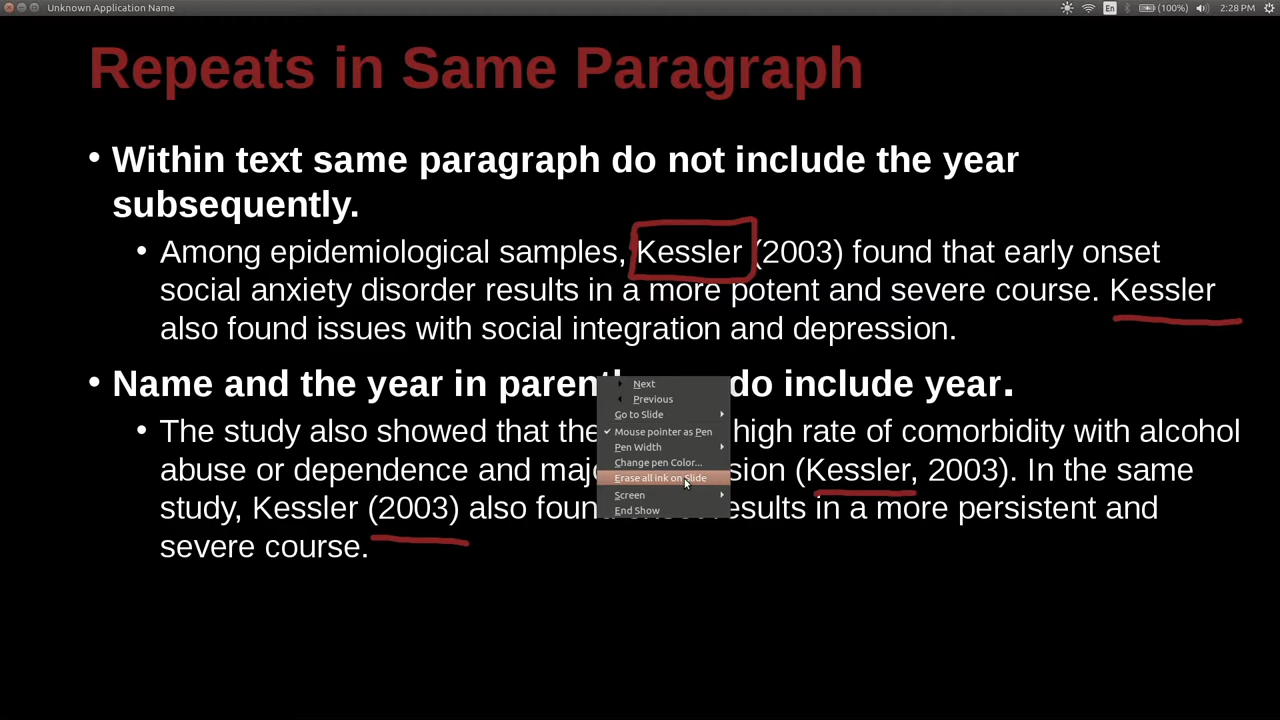 Unknown Application Name
En
(100%)
2:28 PM
Repeats in Same Paragraph
• Within text same paragraph do not include the year
subsequently.
• Among epidemiological samples, Kessler (2003) found that early onset
social anxiety disorder results in a more potent and severe course. Kessler
also found issues with social integration and depression.
• Name and the year in parent do include year.
• The study also showed that the high rate of comorbidity with alcohol
abuse or dependence and maj sion (Kessler, 2003). In the same
study, Kessler (2003) also foun results in a more persistent and
severe course.
Next
Previous
Go to Slide
Mouse pointer as Pen
Pen Width
Change pen Color...
Erase all ink on Slide
Screen
End Show